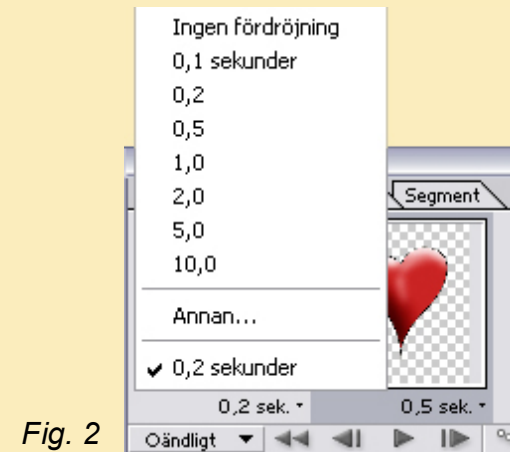 Ingen fördröjning
0,1 sekunder
0,2
0,5
1,0
2,0
5,0
10,0
Annan...
0,2 sekunder
Segment
0,2 sek.
0,5 sek.
Oändligt
Fig. 2